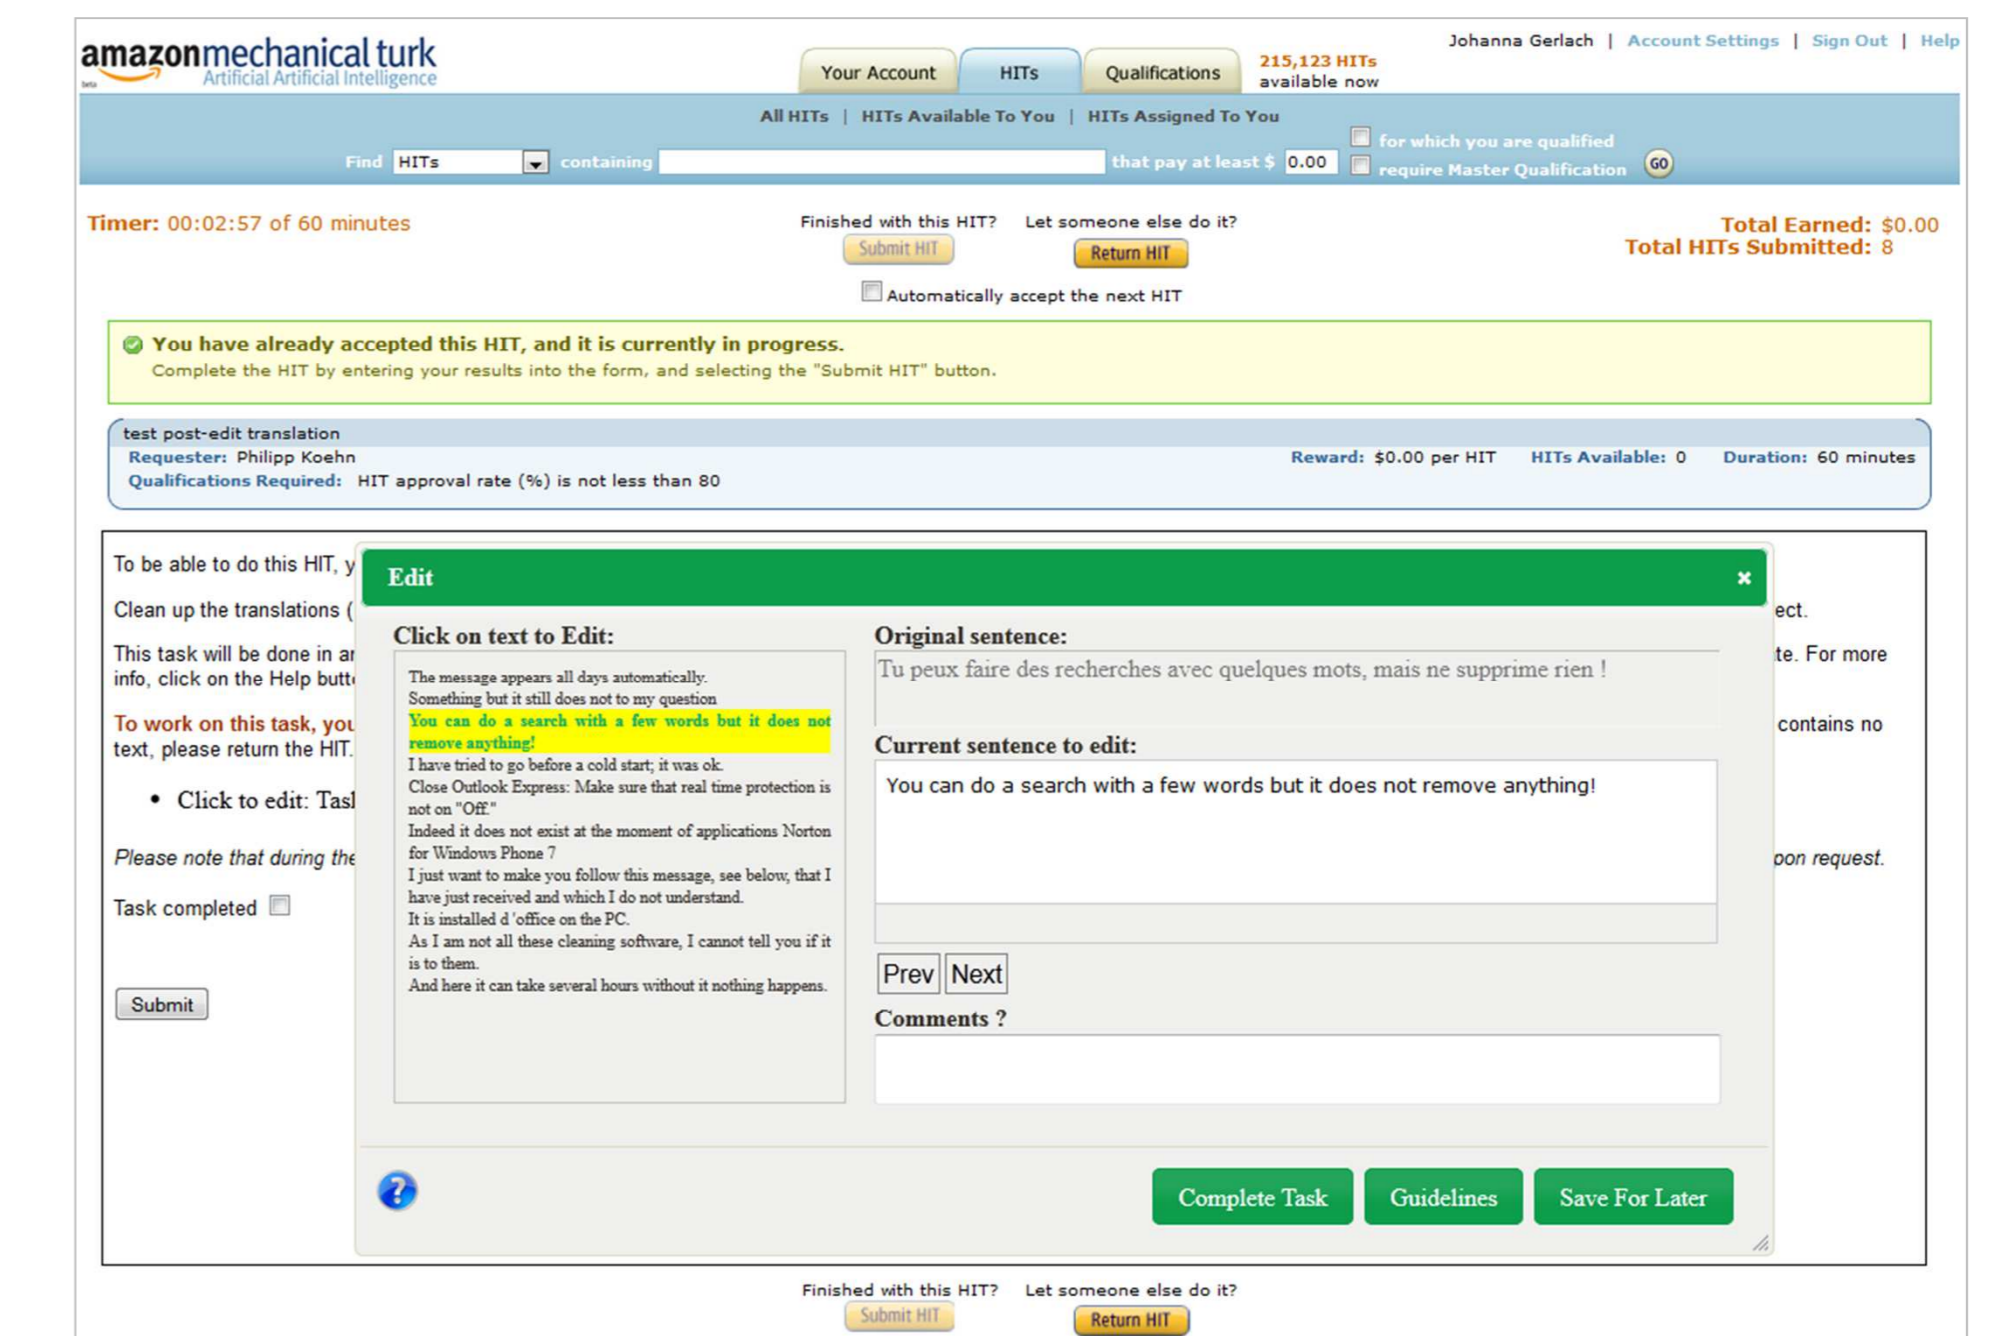 amazonmechanical turk
beta
Artificial Artificial Intelligence
Your Account
HITs
Qualifications
215,123 HITs
available now
Johanna Gerlach | Account Settings | Sign Out | Help
All HITs | HITs Available To You | HITs Assigned To You
Find HITs containing that pay at least $ 0.00
for which you are qualified
require Master Qualification
GO
Timer: 00:02:57 of 60 minutes
Finished with this HIT? Let someone else do it?
Submit HIT Return HIT
Automatically accept the next HIT
Total Earned: $0.00
Total HITs Submitted: 8
You have already accepted this HIT, and it is currently in progress.
Complete the HIT by entering your results into the form, and selecting the "Submit HIT" button.
test post-edit translation
Requester: Philipp Koehn
Reward: $0.00 per HIT HITs Available: 0 Duration: 60 minutes
Qualifications Required: HIT approval rate (%) is not less than 80
To be able to do this HIT, y
Clean up the translations (
ect.
This task will be done in an
te. For more
info, click on the Help butt
To work on this task, you
contains no
text, please return the HIT.
• Click to edit: Tas
Please note that during the
pon request.
Task completed
Submit
Edit
Click on text to Edit:
The message appears all days automatically.
Something but it still does not to my question
You can do a search with a few words but it does not
remove anything!
I have tried to go before a cold start; it was ok.
Close Outlook Express: Make sure that real time protection is
not on "Off."
Indeed it does not exist at the moment of applications Norton
for Windows Phone 7
I just want to make you follow this message, see below, that I
have just received and which I do not understand.
It is installed d 'office on the PC.
As I am not all these cleaning software, I cannot tell you if it
is to them.
And here it can take several hours without it nothing happens.
Original sentence:
Tu peux faire des recherches avec quelques mots, mais ne supprime rien !
Current sentence to edit:
You can do a search with a few words but it does not remove anything!
Prev Next
Comments ?
Complete Task
Guidelines
Save For Later
Finished with this HIT? Let someone else do it?
Submit HIT Return HIT